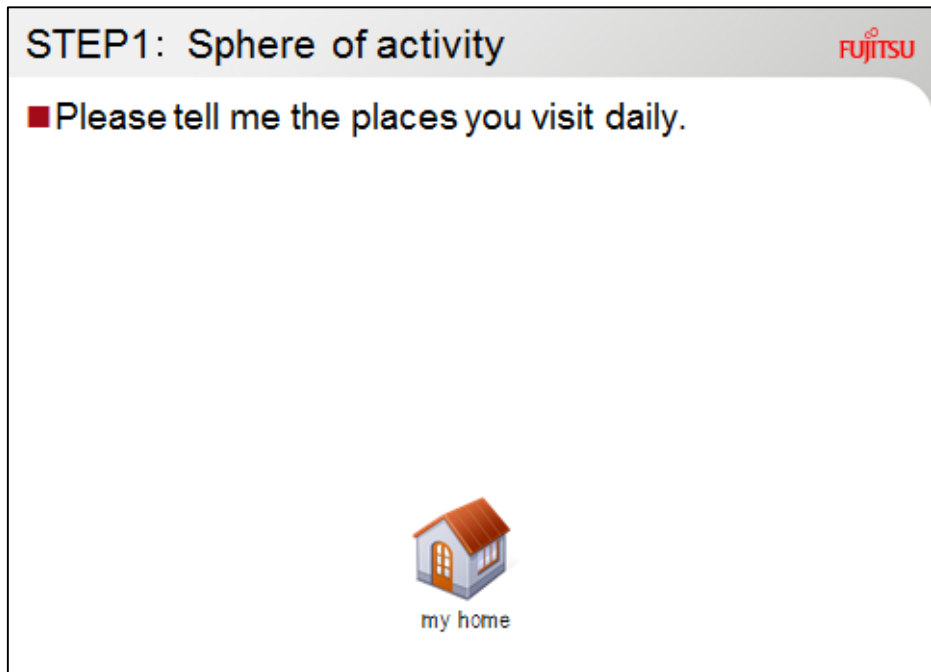 STEP1: Sphere of activity
FUJITSU
Please tell me the places you visit daily.
my home